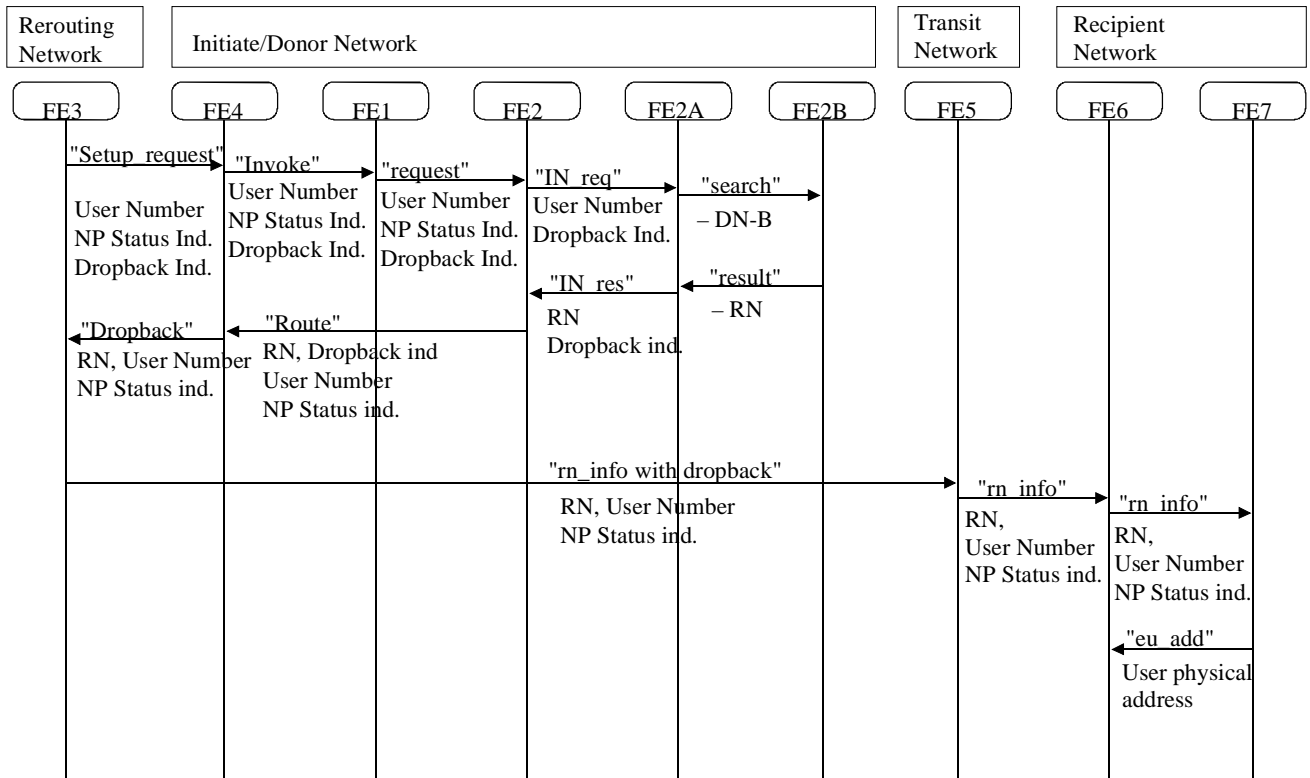 Rerouting
Network
Initiate/Donor Network
Transit
Network
Recipient
Network
FE3
FE4
FE1
FE2
FE2A
FE2B
FE5
FE6
FE7
"Setup_request"
User Number
NP Status Ind.
Dropback Ind.
"Invoke"
User Number
NP Status Ind.
Dropback Ind.
"request"
User Number
NP Status Ind.
Dropback Ind.
"IN_req"
User Number
Dropback Ind.
"search"
– DN-B
"result"
– RN
"IN_res"
RN
Dropback ind.
"Route"
RN, Dropback ind
User Number
NP Status ind.
"Dropback"
RN, User Number
NP Status ind.
"rn_info with dropback"
RN, User Number
NP Status ind.
"rn_info"
RN,
User Number
NP Status ind.
"rn_info"
RN,
User Number
NP Status ind.
"eu_add"
User physical
address